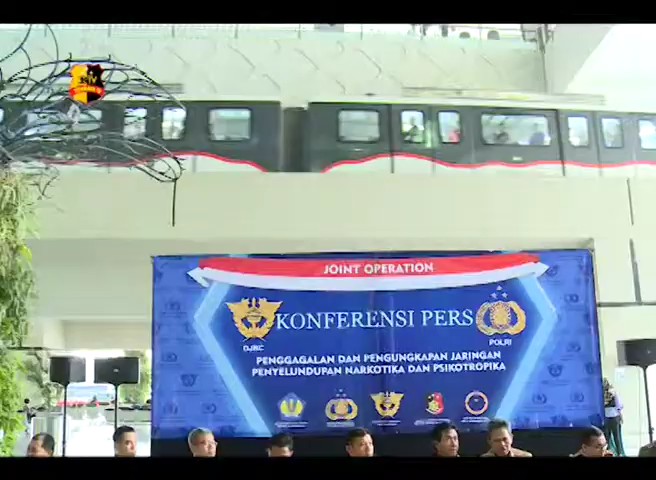 JOINT OPERATION
KONFERENSI PERS
DJBC
POLRI
PENGGAGALAN DAN PENGUNGKAPAN JARINGAN
PENYELUNDUPAN NARKOTIKA DAN PSIKOTROPIKA